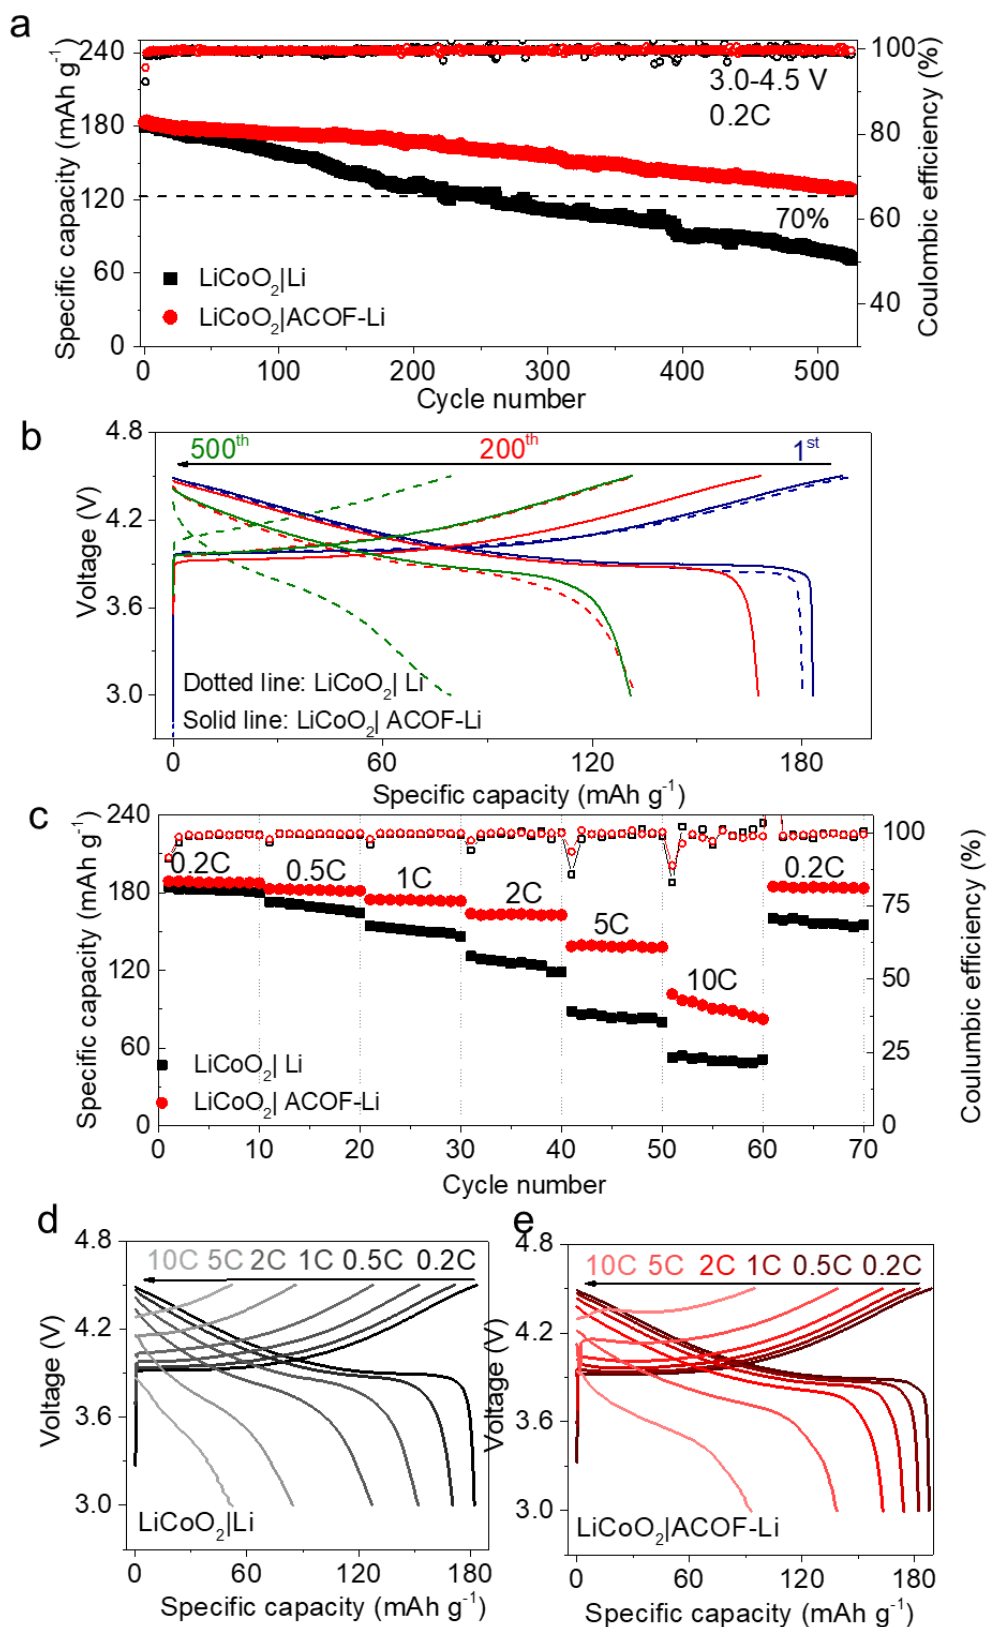 a
240
180
120
60
0
Specific capacity (mAh g⁻¹)
100
80
60
40
Coulombic efficiency (%)
3.0-4.5 V
0.2C
70%
LiCoO₂|Li
LiCoO₂|ACOF-Li
0 100 200 300 400 500
Cycle number
b
4.8
4.2
3.6
3.0
Voltage (V)
500ᵗʰ 200ᵗʰ 1ˢᵗ
Dotted line: LiCoO₂| Li
Solid line: LiCoO₂| ACOF-Li
0 60 120 180
Specific capacity (mAh g⁻¹)
c
240
180
120
60
0
Specific capacity (mAh g⁻¹)
100
75
50
25
0
Coulumbic efficiency (%)
0.2C 0.5C 1C 2C 5C 10C 0.2C
LiCoO₂| Li
LiCoO₂| ACOF-Li
0 10 20 30 40 50 60 70
Cycle number
d
4.8
4.2
3.6
3.0
Voltage (V)
10C 5C 2C 1C 0.5C 0.2C
LiCoO₂|Li
0 60 120 180
Specific capacity (mAh g⁻¹)
e
4.8
4.2
3.6
3.0
Voltage (V)
10C 5C 2C 1C 0.5C 0.2C
LiCoO₂|ACOF-Li
0 60 120 180
Specific capacity (mAh g⁻¹)